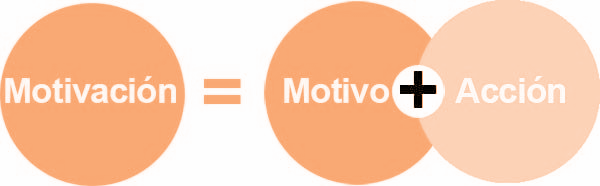 Motivación = Motivo + Acción